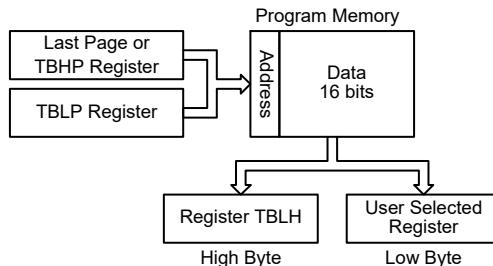 Program Memory
Last Page or
TBHP Register
TBLP Register
Address
Data
16 bits
Register TBLH
User Selected
Register
High Byte
Low Byte